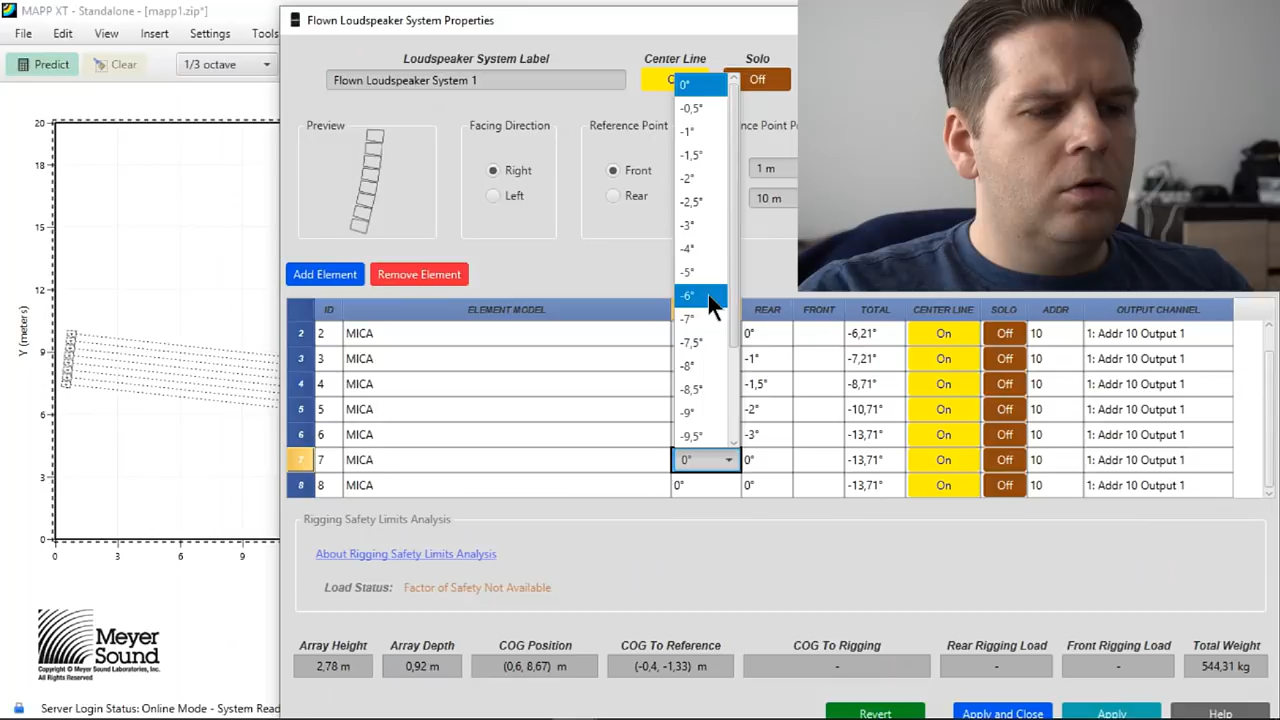 MAPP XT - Standalone - [mapp1.zip*]
File Edit View Insert Settings Tools
Predict Clear 1/3 octave
Y (meters)
20
18
15
12
9
6
3
0
0 3 6 9
Meyer
Sound
Copyright © Meyer Sound Laboratories, Inc.
All Rights Reserved
Server Login Status: Online Mode - System Read
Flown Loudspeaker System Properties
Loudspeaker System Label Center Line Solo
Flown Loudspeaker System 1 Off
Preview Facing Direction Reference Point
Right Front 1 m
Left Rear 10 m
0°
-0,5°
-1°
-1,5°
-2°
-2,5°
-3°
-4°
-5°
-6°
-7°
-7,5°
-8°
-8,5°
-9°
-9,5°
Add Element Remove Element
ID ELEMENT MODEL REAR FRONT TOTAL CENTER LINE SOLO ADDR OUTPUT CHANNEL
2 2 MICA 0° -6,21° On Off 10 1: Addr 10 Output 1
3 3 MICA -1° -7,21° On Off 10 1: Addr 10 Output 1
4 4 MICA -1,5° -8,71° On Off 10 1: Addr 10 Output 1
5 5 MICA -2° -10,71° On Off 10 1: Addr 10 Output 1
6 6 MICA -3° -13,71° On Off 10 1: Addr 10 Output 1
7 7 MICA 0° 0° -13,71° On Off 10 1: Addr 10 Output 1
8 8 MICA 0° 0° -13,71° On Off 10 1: Addr 10 Output 1
Rigging Safety Limits Analysis
About Rigging Safety Limits Analysis
Load Status: Factor of Safety Not Available
Array Height Array Depth COG Position COG To Reference COG To Rigging Rear Rigging Load Front Rigging Load Total Weight
2,78 m 0,92 m (0,6, 8,67) m (-0,4, -1,33) m - - - 544,31 kg
Revert Apply and Close Apply Help